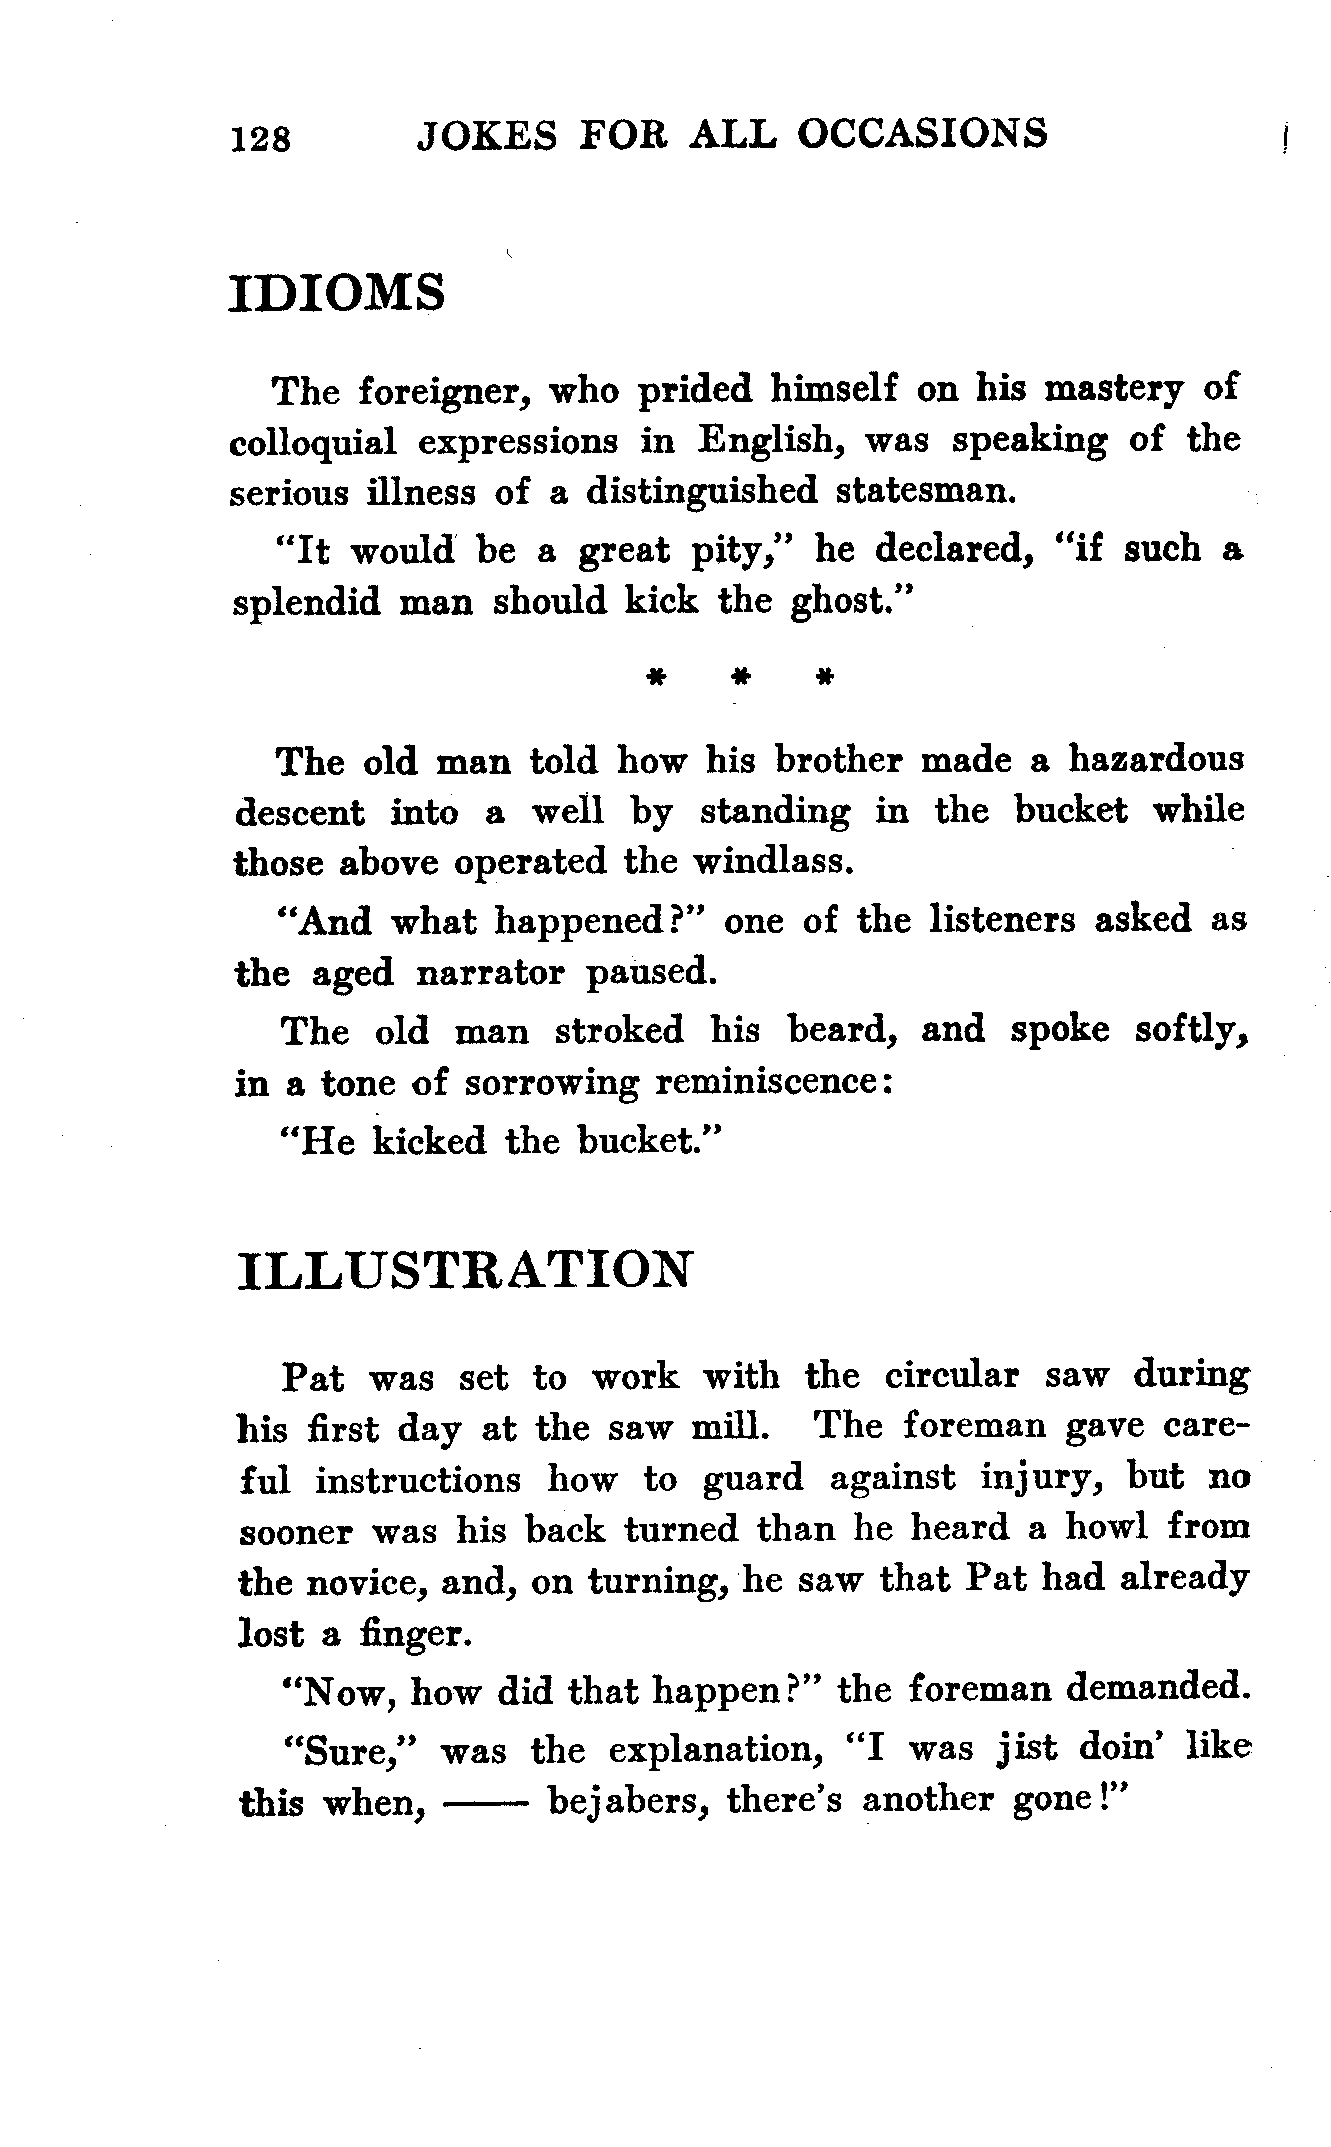 128 JOKES FOR ALL OCCASIONS
IDIOMS
The foreigner, who prided himself on his mastery of
colloquial expressions in English, was speaking of the
serious illness of a distinguished statesman.
"It would be a great pity," he declared, "if such a
splendid man should kick the ghost."
* * *
The old man told how his brother made a hazardous
descent into a well by standing in the bucket while
those above operated the windlass.
"And what happened?" one of the listeners asked as
the aged narrator paused.
The old man stroked his beard, and spoke softly,
in a tone of sorrowing reminiscence:
"He kicked the bucket."
ILLUSTRATION
Pat was set to work with the circular saw during
his first day at the saw mill. The foreman gave care-
ful instructions how to guard against injury, but no
sooner was his back turned than he heard a howl from
the novice, and, on turning, he saw that Pat had already
lost a finger.
"Now, how did that happen?" the foreman demanded.
"Sure," was the explanation, "I was jist doin' like
this when, —— bejabers, there's another gone!"